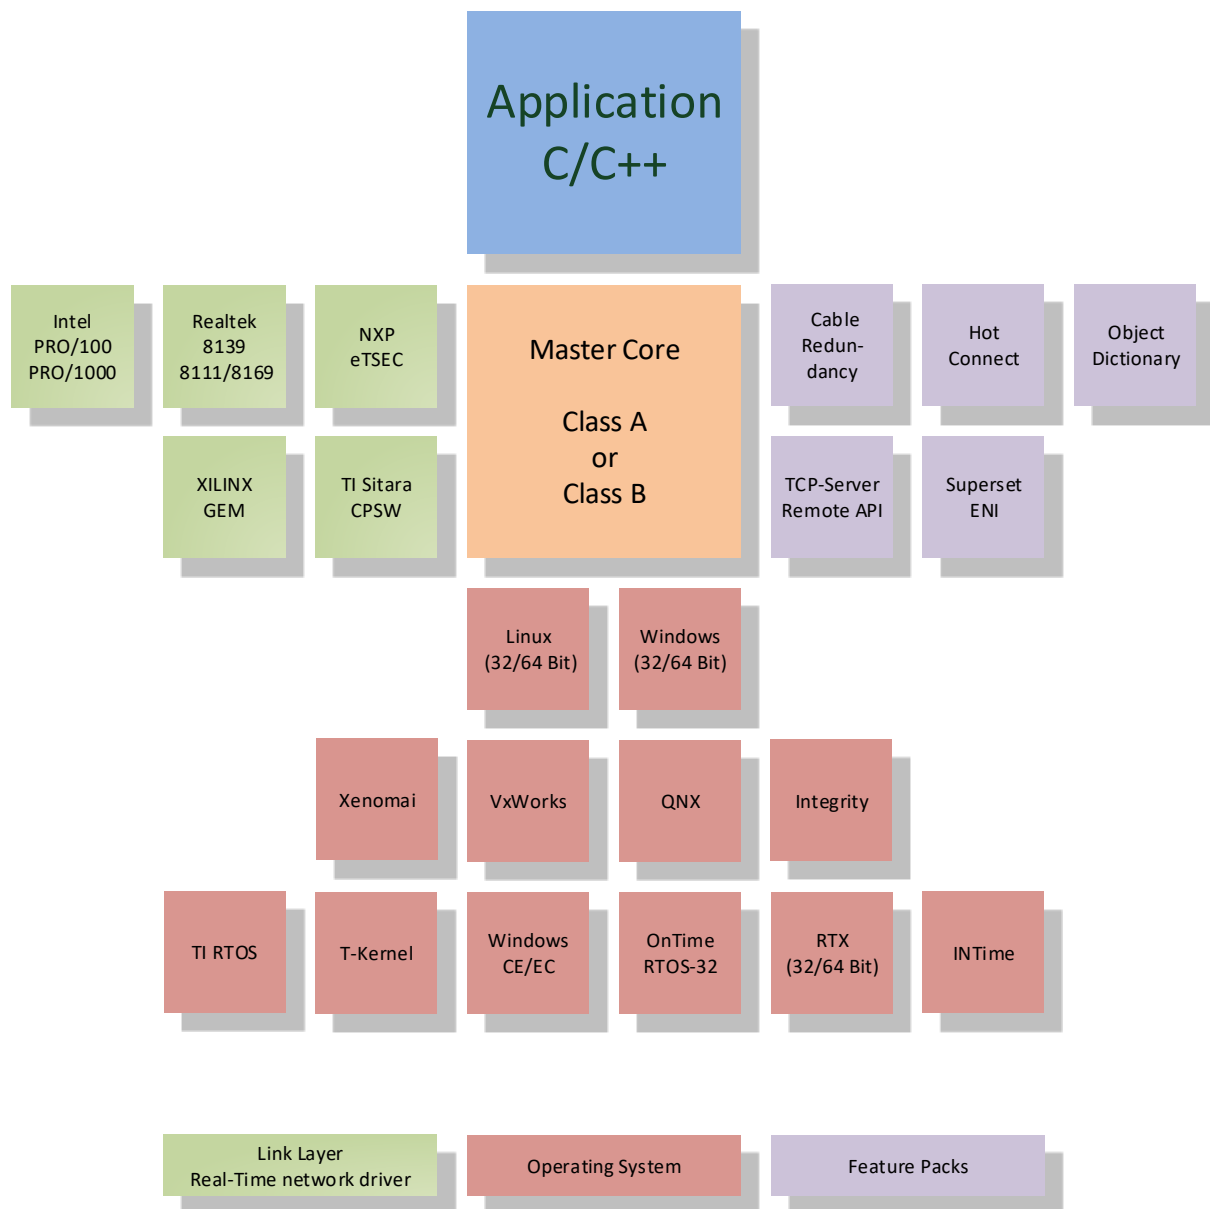 Application
C/C++
Intel
PRO/100
PRO/1000
Realtek
8139
8111/8169
NXP
eTSEC
Master Core
Class A
or
Class B
Cable
Redun-
dancy
Hot
Connect
Object
Dictionary
XILINX
GEM
TI Sitara
CPSW
TCP-Server
Remote API
Superset
ENI
Linux
(32/64 Bit)
Windows
(32/64 Bit)
Xenomai
VxWorks
QNX
Integrity
TI RTOS
T-Kernel
Windows
CE/EC
OnTime
RTOS-32
RTX
(32/64 Bit)
INTime
Link Layer
Real-Time network driver
Operating System
Feature Packs